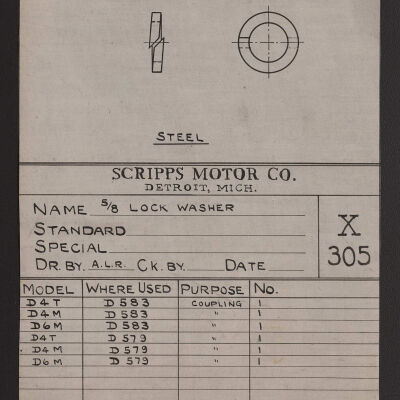 STEEL
SCRIPPS MOTOR CO.
DETROIT, MICH.
NAME 5/8 LOCK WASHER
STANDARD
SPECIAL
DR. BY. A.L.R. CK. BY. DATE
X
305
MODEL WHERE USED PURPOSE NO.
D4T D583 COUPLING 1
D4M D583 " 1
D6M D583 " 1
D4T D579 " 1
D4M D579 " 1
D6M D579 " 1